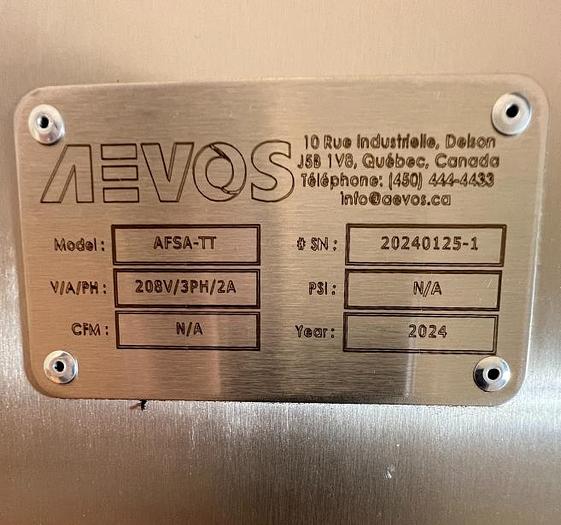 AEVOS
10 Rue Industrielle, Delson
J5B 1V8, Québec, Canada
Téléphone: (450) 444-4433
info@aevos.ca
Model: AFSA-TT # SN: 20240125-1
V/A/PH: 208V/3PH/2A PSI: N/A
CFM: N/A Year: 2024